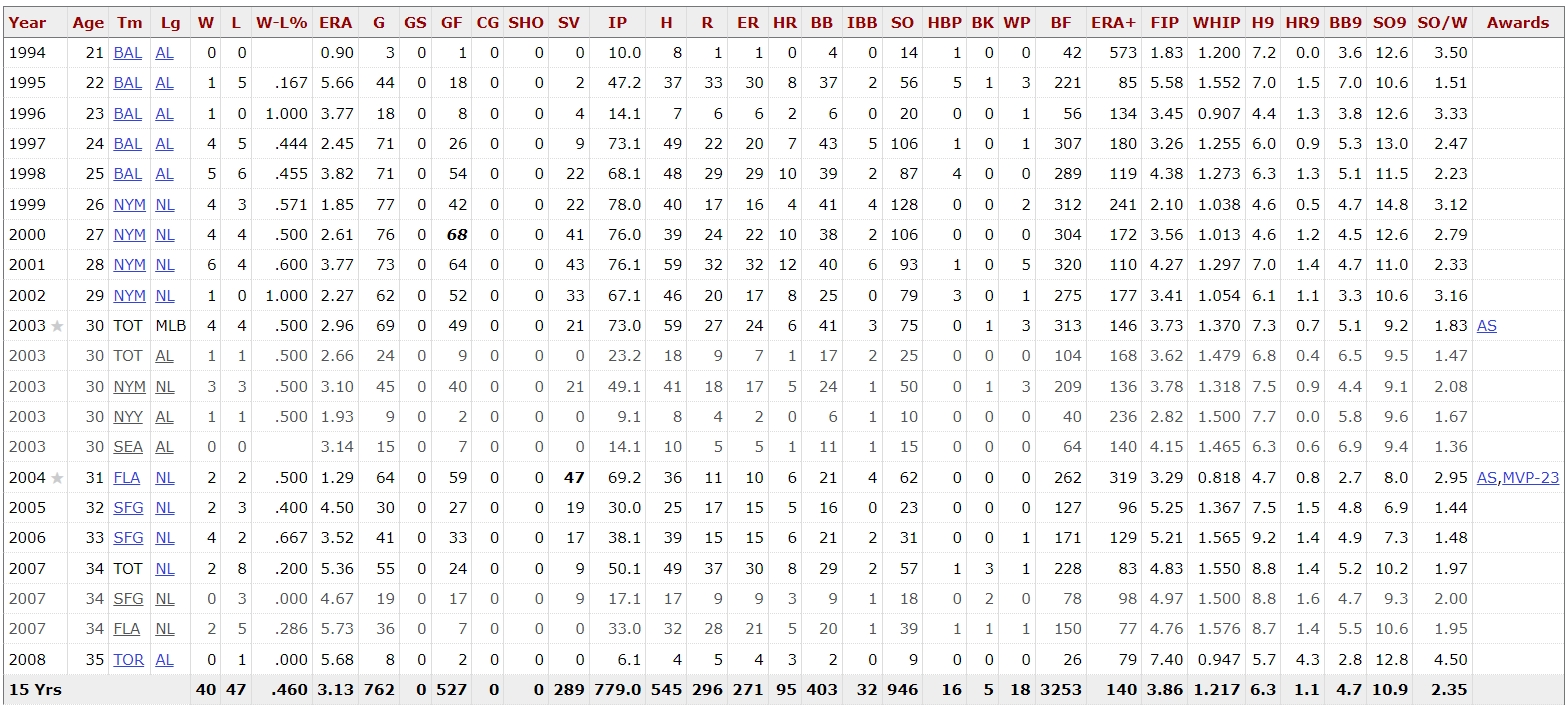 Year Age Tm Lg W L W-L% ERA G GS GF CG SHO SV IP H R ER HR BB IBB SO HBP BK WP BF ERA+ FIP WHIP H9 HR9 BB9 SO9 SO/W Awards
1994 21 BAL AL 0 0 0.90 3 0 1 0 0 0 10.0 8 1 1 0 4 0 14 1 0 0 42 573 1.83 1.200 7.2 0.0 3.6 12.6 3.50
1995 22 BAL AL 1 5 .167 5.66 44 0 18 0 0 2 47.2 37 33 30 8 37 2 56 5 1 3 221 85 5.58 1.552 7.0 1.5 7.0 10.6 1.51
1996 23 BAL AL 1 0 1.000 3.77 18 0 8 0 0 4 14.1 7 6 6 2 6 0 20 0 0 1 56 134 3.45 0.907 4.4 1.3 3.8 12.6 3.33
1997 24 BAL AL 4 5 .444 2.45 71 0 26 0 0 9 73.1 49 22 20 7 43 5 106 1 0 1 307 180 3.26 1.255 6.0 0.9 5.3 13.0 2.47
1998 25 BAL AL 5 6 .455 3.82 71 0 54 0 0 22 68.1 48 29 29 10 39 2 87 4 0 0 289 119 4.38 1.273 6.3 1.3 5.1 11.5 2.23
1999 26 NYM NL 4 3 .571 1.85 77 0 42 0 0 22 78.0 40 17 16 4 41 4 128 0 0 2 312 241 2.10 1.038 4.6 0.5 4.7 14.8 3.12
2000 27 NYM NL 4 4 .500 2.61 76 0 68 0 0 41 76.0 39 24 22 10 38 2 106 0 0 0 304 172 3.56 1.013 4.6 1.2 4.5 12.6 2.79
2001 28 NYM NL 6 4 .600 3.77 73 0 64 0 0 43 76.1 59 32 32 12 40 6 93 1 0 5 320 110 4.27 1.297 7.0 1.4 4.7 11.0 2.33
2002 29 NYM NL 1 0 1.000 2.27 62 0 52 0 0 33 67.1 46 20 17 8 25 0 79 3 0 1 275 177 3.41 1.054 6.1 1.1 3.3 10.6 3.16
2003 ★ 30 TOT MLB 4 4 .500 2.96 69 0 49 0 0 21 73.0 59 27 24 6 41 3 75 0 1 3 313 146 3.73 1.370 7.3 0.7 5.1 9.2 1.83 AS
2003 30 TOT AL 1 1 .500 2.66 24 0 9 0 0 0 23.2 18 9 7 1 17 2 25 0 0 0 104 168 3.62 1.479 6.8 0.4 6.5 9.5 1.47
2003 30 NYM NL 3 3 .500 3.10 45 0 40 0 0 21 49.1 41 18 17 5 24 1 50 0 1 3 209 136 3.78 1.318 7.5 0.9 4.4 9.1 2.08
2003 30 NYY AL 1 1 .500 1.93 9 0 2 0 0 0 9.1 8 4 2 0 6 1 10 0 0 0 40 236 2.82 1.500 7.7 0.0 5.8 9.6 1.67
2003 30 SEA AL 0 0 3.14 15 0 7 0 0 0 14.1 10 5 5 1 11 1 15 0 0 0 64 140 4.15 1.465 6.3 0.6 6.9 9.4 1.36
2004 ★ 31 FLA NL 2 2 .500 1.29 64 0 59 0 0 47 69.2 36 11 10 6 21 4 62 0 0 0 262 319 3.29 0.818 4.7 0.8 2.7 8.0 2.95 AS,MVP-23
2005 32 SFG NL 2 3 .400 4.50 30 0 27 0 0 19 30.0 25 17 15 5 16 0 23 0 0 0 127 96 5.25 1.367 7.5 1.5 4.8 6.9 1.44
2006 33 SFG NL 4 2 .667 3.52 41 0 33 0 0 17 38.1 39 15 15 6 21 2 31 0 0 1 171 129 5.21 1.565 9.2 1.4 4.9 7.3 1.48
2007 34 TOT NL 2 8 .200 5.36 55 0 24 0 0 9 50.1 49 37 30 8 29 2 57 1 3 1 228 83 4.83 1.550 8.8 1.4 5.2 10.2 1.97
2007 34 SFG NL 0 3 .000 4.67 19 0 17 0 0 9 17.1 17 9 9 3 9 1 18 0 2 0 78 98 4.97 1.500 8.8 1.6 4.7 9.3 2.00
2007 34 FLA NL 2 5 .286 5.73 36 0 7 0 0 0 33.0 32 28 21 5 20 1 39 1 1 1 150 77 4.76 1.576 8.7 1.4 5.5 10.6 1.95
2008 35 TOR AL 0 1 .000 5.68 8 0 2 0 0 0 6.1 4 5 4 3 2 0 9 0 0 0 26 79 7.40 0.947 5.7 4.3 2.8 12.8 4.50
15 Yrs 40 47 .460 3.13 762 0 527 0 0 289 779.0 545 296 271 95 403 32 946 16 5 18 3253 140 3.86 1.217 6.3 1.1 4.7 10.9 2.35